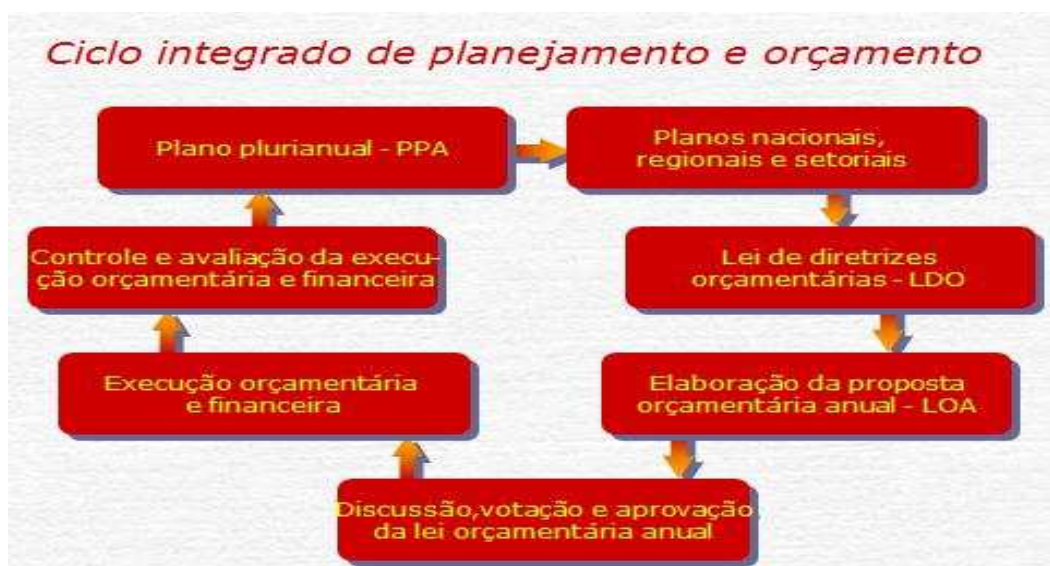 Ciclo integrado de planejamento e orçamento
Plano plurianual - PPA
Planos nacionais,
regionais e setoriais
Lei de diretrizes
orçamentárias - LDO
Elaboração da proposta
orçamentária anual - LOA
Discussão,votação e aprovação
da lei orçamentária anual
Execução orçamentária
e financeira
Controle e avaliação da execu-
ção orçamentária e financeira